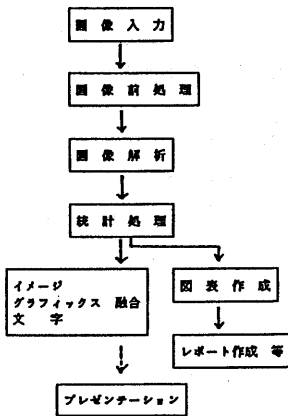 画像入力
画像前処理
画像解析
統計処理
イメージ
グラフィックス 融合
文字
図表作成
レポート作成 等
プレゼンテーション